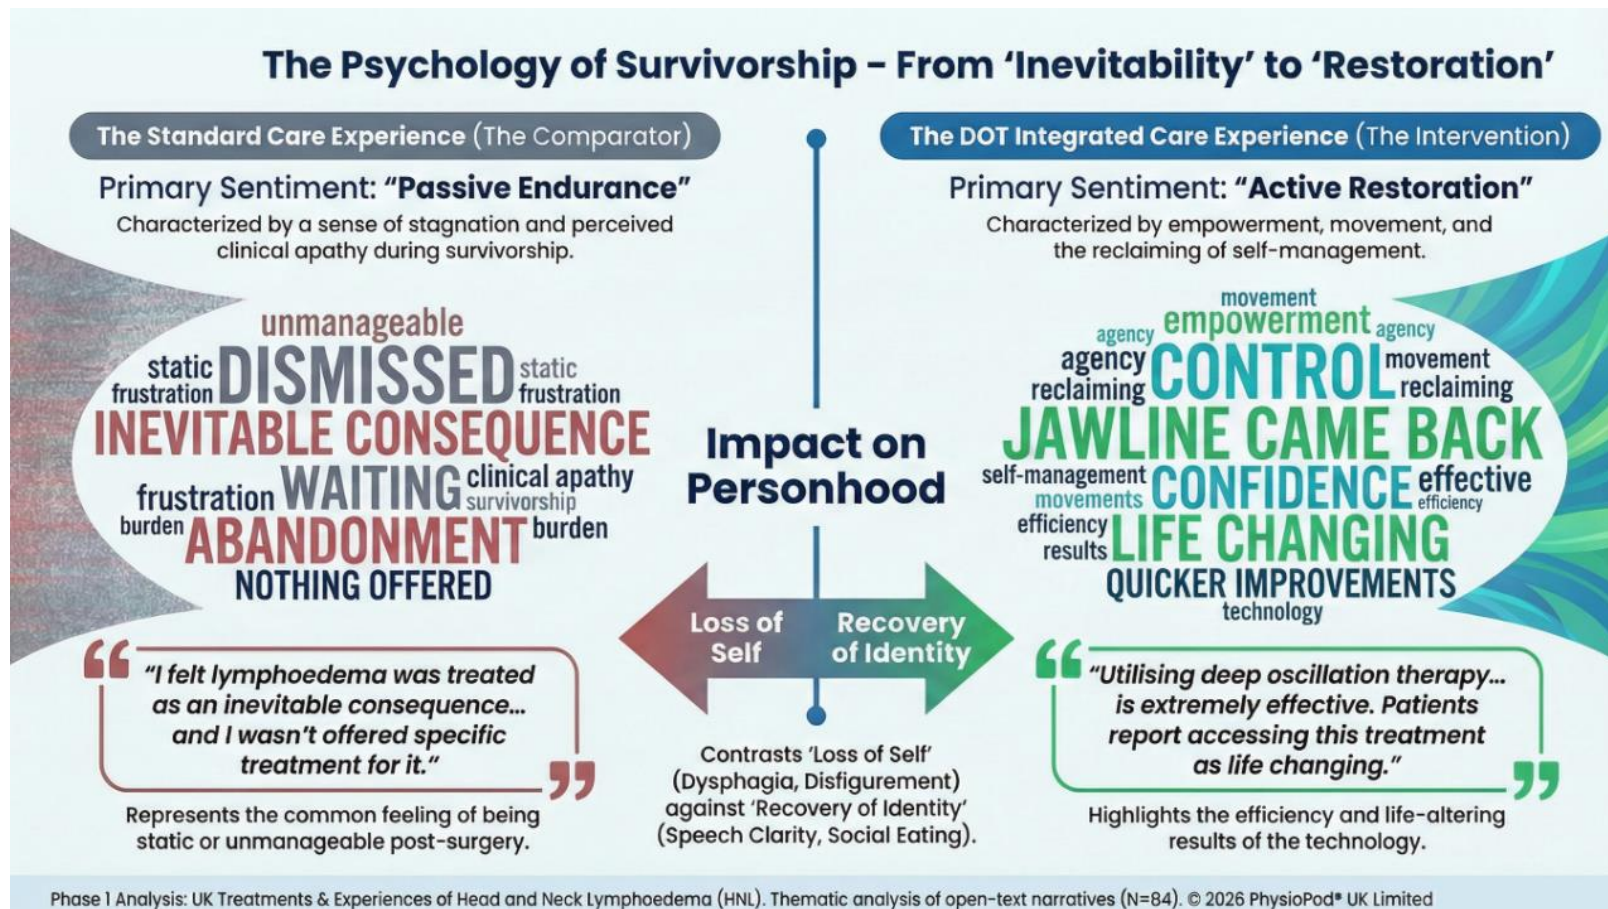 The Psychology of Survivorship – From ‘Inevitability’ to ‘Restoration’
The Standard Care Experience (The Comparator)
Primary Sentiment: “Passive Endurance”
Characterized by a sense of stagnation and perceived
clinical apathy during survivorship.
unmanageable
static DISMISSED static
frustration frustration
INEVITABLE CONSEQUENCE
frustration WAITING clinical apathy
survivorship
burden ABANDONMENT burden
NOTHING OFFERED
“I felt lymphoedema was treated
as an inevitable consequence...
and I wasn’t offered specific
treatment for it.“
Represents the common feeling of being
static or unmanageable post-surgery.
Impact on
Personhood
Loss of
Self
Recovery
of Identity
Contrasts ‘Loss of Self’
(Dysphagia, Disfigurement)
against ‘Recovery of Identity‘
(Speech Clarity, Social Eating).
The DOT Integrated Care Experience (The Intervention)
Primary Sentiment: “Active Restoration”
Characterized by empowerment, movement, and
the reclaiming of self-management.
movement
agency empowerment agency
agency CONTROL movement
reclaiming reclaiming
JAWLINE CAME BACK
self-management CONFIDENCE effective
movements efficiency
efficiency LIFE CHANGING
results
QUICKER IMPROVEMENTS
technology
“Utilising deep oscillation therapy...
is extremely effective. Patients
report accessing this treatment
as life changing.”
Highlights the efficiency and life-altering
results of the technology.
Phase 1 Analysis: UK Treatments & Experiences of Head and Neck Lymphoedema (HNL). Thematic analysis of open-text narratives (N=84). © 2026 PhysioPod® UK Limited